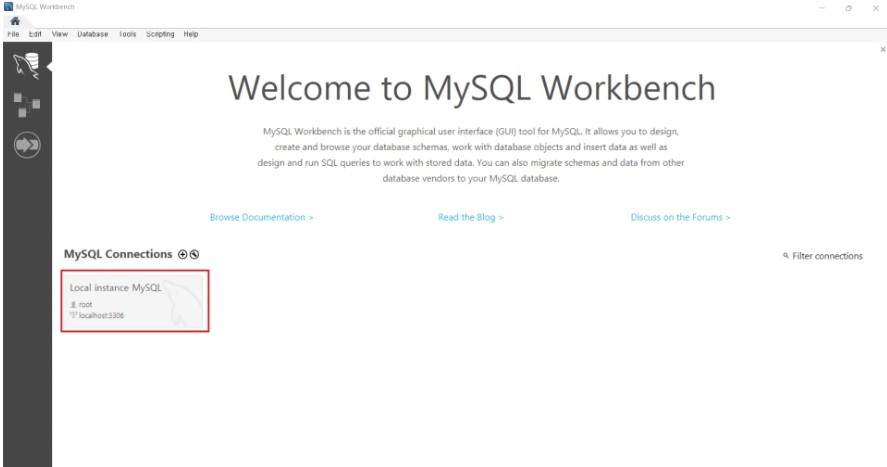 MySQL Workbench
File Edit View Database Tools Scripting Help
Welcome to MySQL Workbench
MySQL Workbench is the official graphical user interface (GUI) tool for MySQL. It allows you to design,
create and browse your database schemas, work with database objects and insert data as well as
design and run SQL queries to work with stored data. You can also migrate schemas and data from other
database vendors to your MySQL database.
Browse Documentation > Read the Blog > Discuss on the Forums >
MySQL Connections
Filter connections
Local instance MySQL
root
localhost:3306